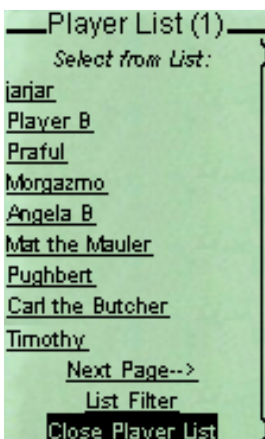 Player List (1)
Select from List:
jarjar
Player B
Praful
Morgazmo
Angela B
Mat the Mauler
Pughbert
Carl the Butcher
Timothy
Next Page-->
List Filter
Close Player List